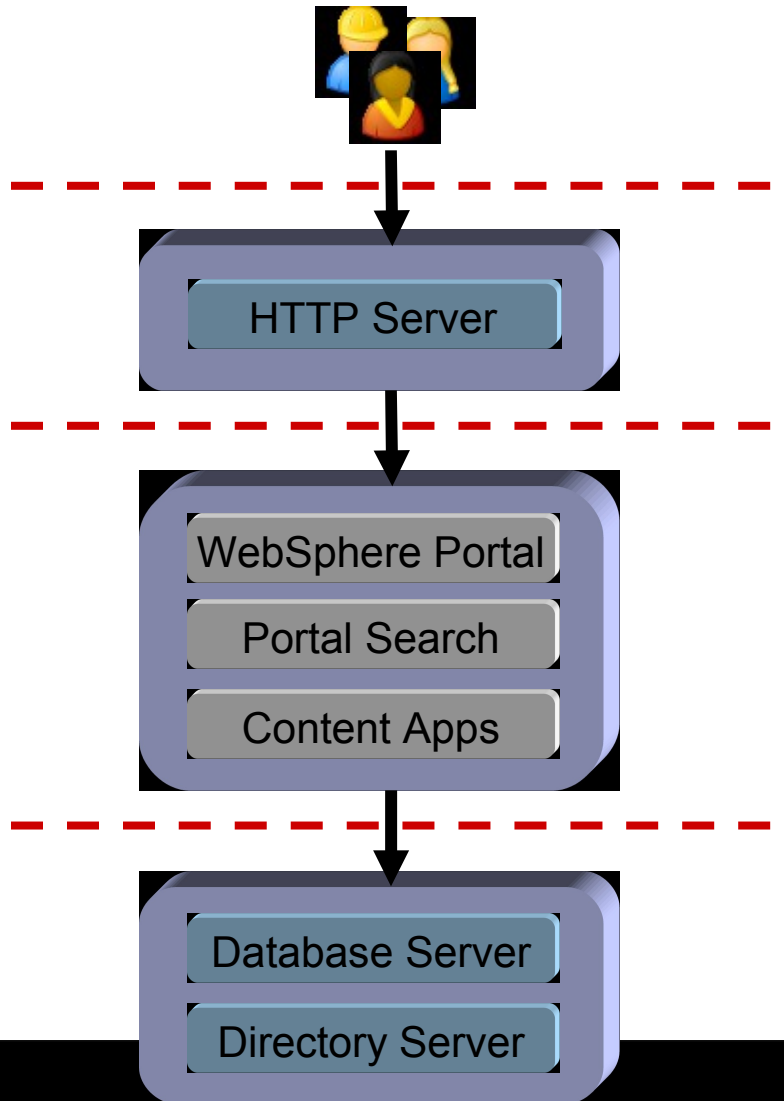 HTTP Server
WebSphere Portal
Portal Search
Content Apps
Database Server
Directory Server